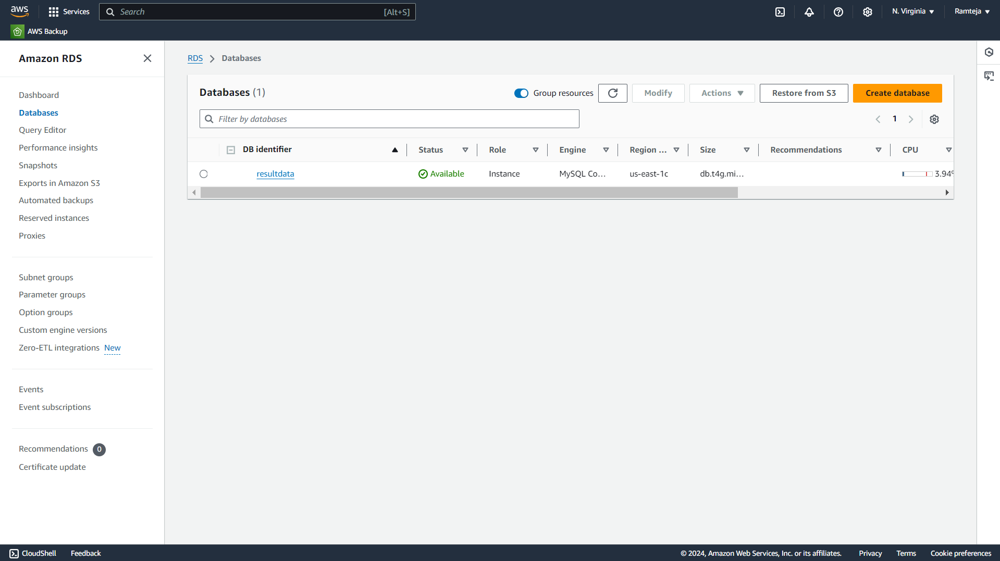 aws
Services
Search [Alt+S]
N. Virginia
Ramteja
AWS Backup
Amazon RDS
Dashboard
Databases
Query Editor
Performance insights
Snapshots
Exports in Amazon S3
Automated backups
Reserved instances
Proxies
Subnet groups
Parameter groups
Option groups
Custom engine versions
Zero-ETL integrations New
Events
Event subscriptions
Recommendations 0
Certificate update
RDS Databases
Databases (1)
Group resources
Modify
Actions
Restore from S3
Create database
Filter by databases
1
DB identifier Status Role Engine Region ... Size Recommendations CPU
resultdata Available Instance MySQL Co... us-east-1c db.t4g.mi... 3.94%
CloudShell Feedback
© 2024, Amazon Web Services, Inc. or its affiliates. Privacy Terms Cookie preferences